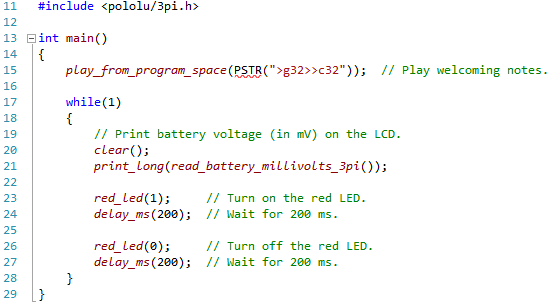 11 #include <pololu/3pi.h>
12
13 int main()
14 {
15 play_from_program_space(PSTR(">g32>>c32"));  // Play welcoming notes.
16
17 while(1)
18 {
19 // Print battery voltage (in mV) on the LCD.
20 clear();
21 print_long(read_battery_millivolts_3pi());
22
23 red_led(1);     // Turn on the red LED.
24 delay_ms(200);  // Wait for 200 ms.
25
26 red_led(0);     // Turn off the red LED.
27 delay_ms(200);  // Wait for 200 ms.
28 }
29 }